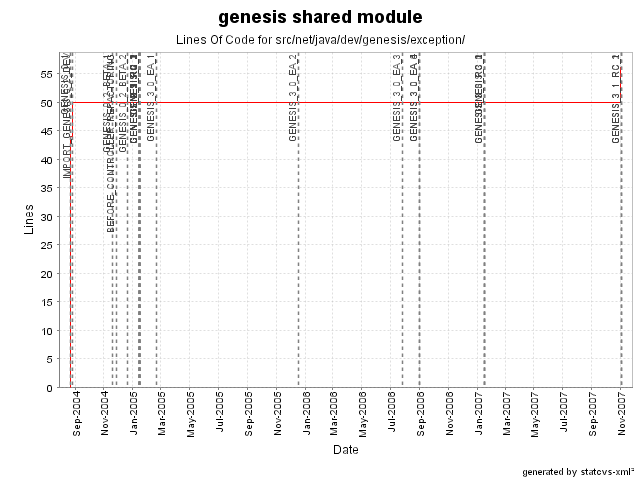 genesis shared module
Lines Of Code for src/net/java/dev/genesis/exception/
Lines
55
50
45
40
35
30
25
20
15
10
5
0
BEFORE_CONTROLLER_REFACTORING
GENESIS_3_0_EA_1
GENESIS_3_0_EA_2
GENESIS_3_0_EA_3
Sep-2004
Nov-2004
Jan-2005
Mar-2005
May-2005
Jul-2005
Sep-2005
Nov-2005
Jan-2006
Mar-2006
May-2006
Jul-2006
Sep-2006
Nov-2006
Jan-2007
Mar-2007
May-2007
Jul-2007
Sep-2007
Nov-2007
Date
generated by statcvs-xml²